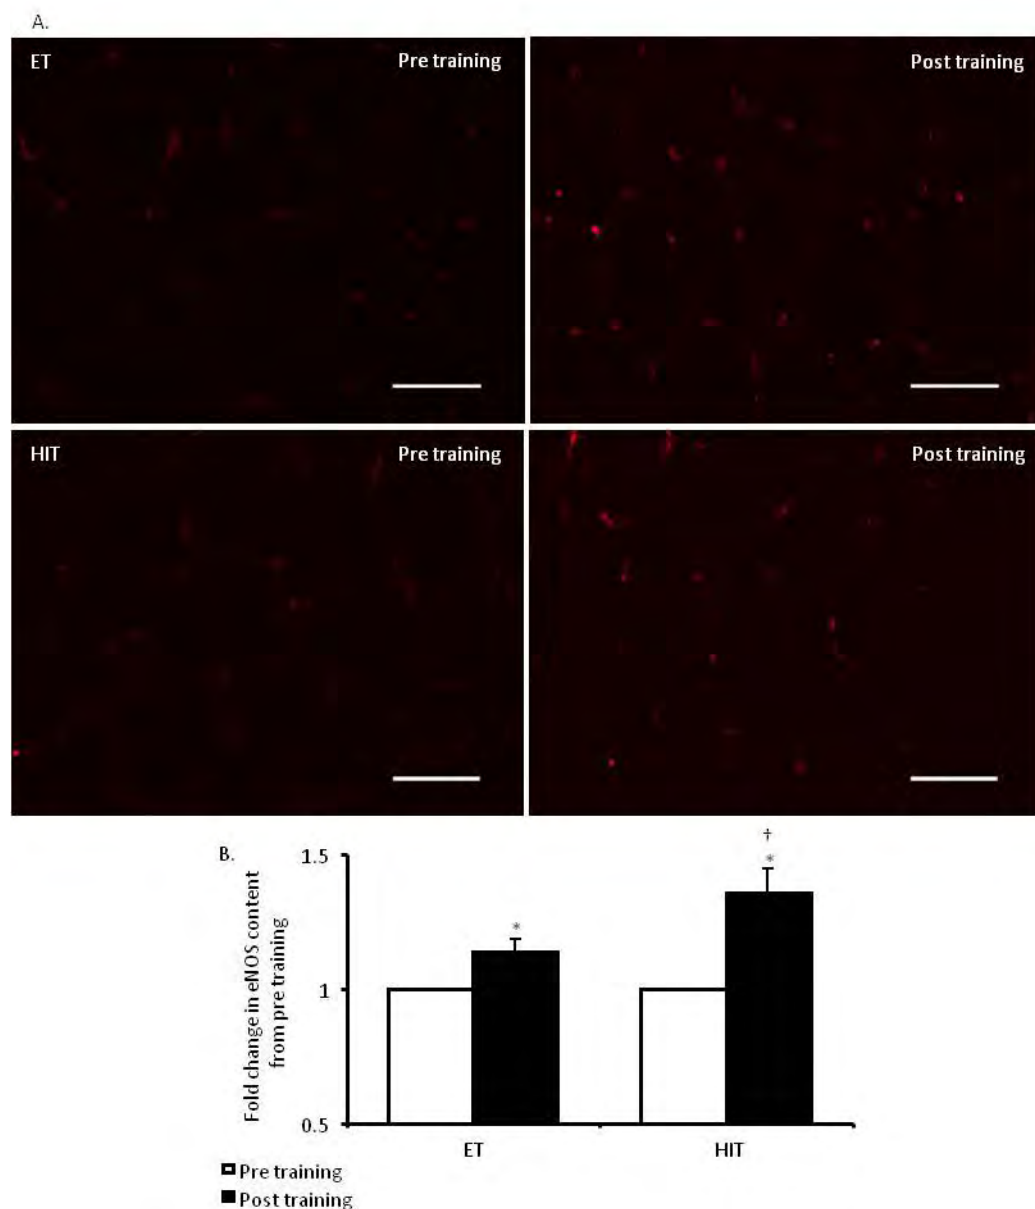 A.
ET
Pre training
Post training
HIT
Pre training
Post training
B.
Fold change in eNOS content
from pre training
1.5
1
0.5
*
†
*
ET
HIT
Pre training
Post training